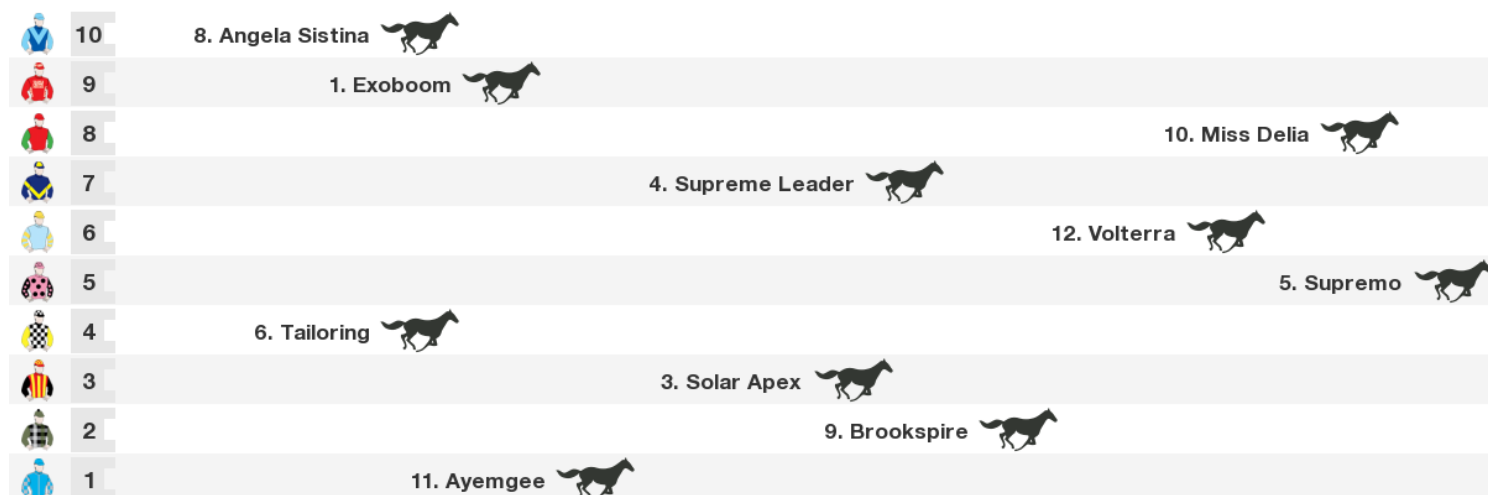 10 8. Angela Sistina
9 1. Exoboom
8 10. Miss Delia
7 4. Supreme Leader
6 12. Volterra
5 5. Supremo
4 6. Tailoring
3 3. Solar Apex
2 9. Brookspire
1 11. Ayemgee